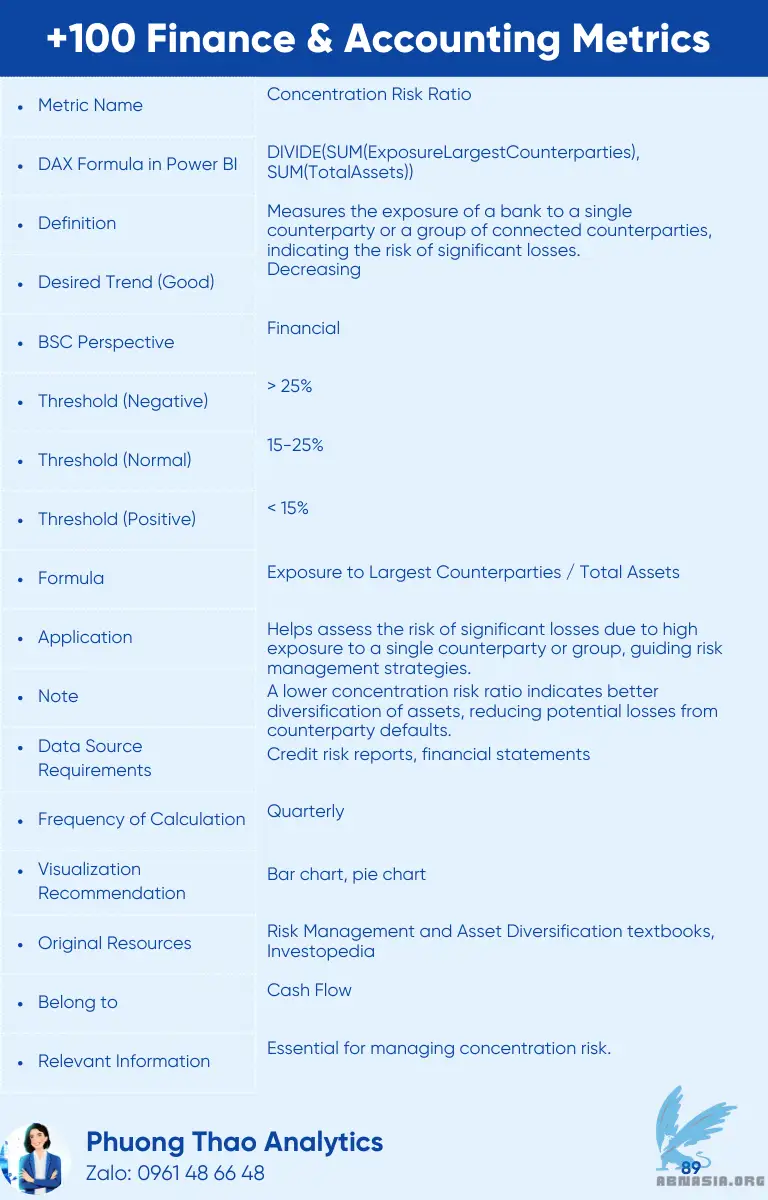 +100 Finance & Accounting Metrics
• Metric Name
Concentration Risk Ratio
• DAX Formula in Power BI
DIVIDE(SUM(ExposureLargestCounterparties),
SUM(TotalAssets))
• Definition
Measures the exposure of a bank to a single
counterparty or a group of connected counterparties,
indicating the risk of significant losses.
• Desired Trend (Good)
Decreasing
• BSC Perspective
Financial
• Threshold (Negative)
> 25%
• Threshold (Normal)
15-25%
• Threshold (Positive)
< 15%
• Formula
Exposure to Largest Counterparties / Total Assets
• Application
Helps assess the risk of significant losses due to high
exposure to a single counterparty or group, guiding risk
management strategies.
• Note
A lower concentration risk ratio indicates better
diversification of assets, reducing potential losses from
counterparty defaults.
• Data Source
Requirements
Credit risk reports, financial statements
• Frequency of Calculation
Quarterly
• Visualization
Recommendation
Bar chart, pie chart
• Original Resources
Risk Management and Asset Diversification textbooks,
Investopedia
• Belong to
Cash Flow
• Relevant Information
Essential for managing concentration risk.
Phuong Thao Analytics
Zalo: 0961 48 66 48
89
ABNASIA.ORG